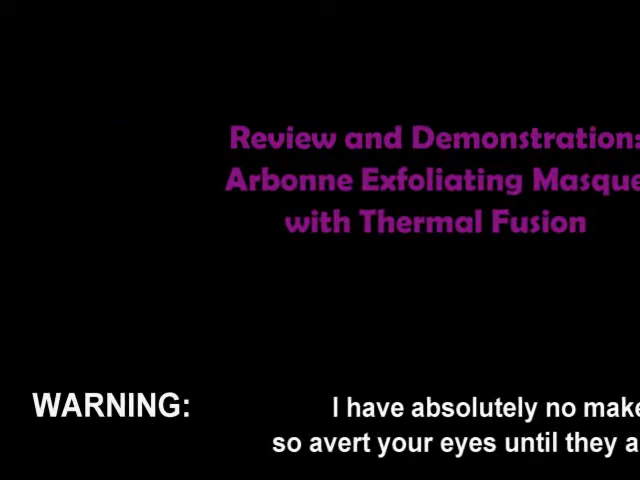 Review and Demonstration:
Arbonne Exfoliating Masque
with Thermal Fusion
WARNING:
I have absolutely no make
so avert your eyes until they a